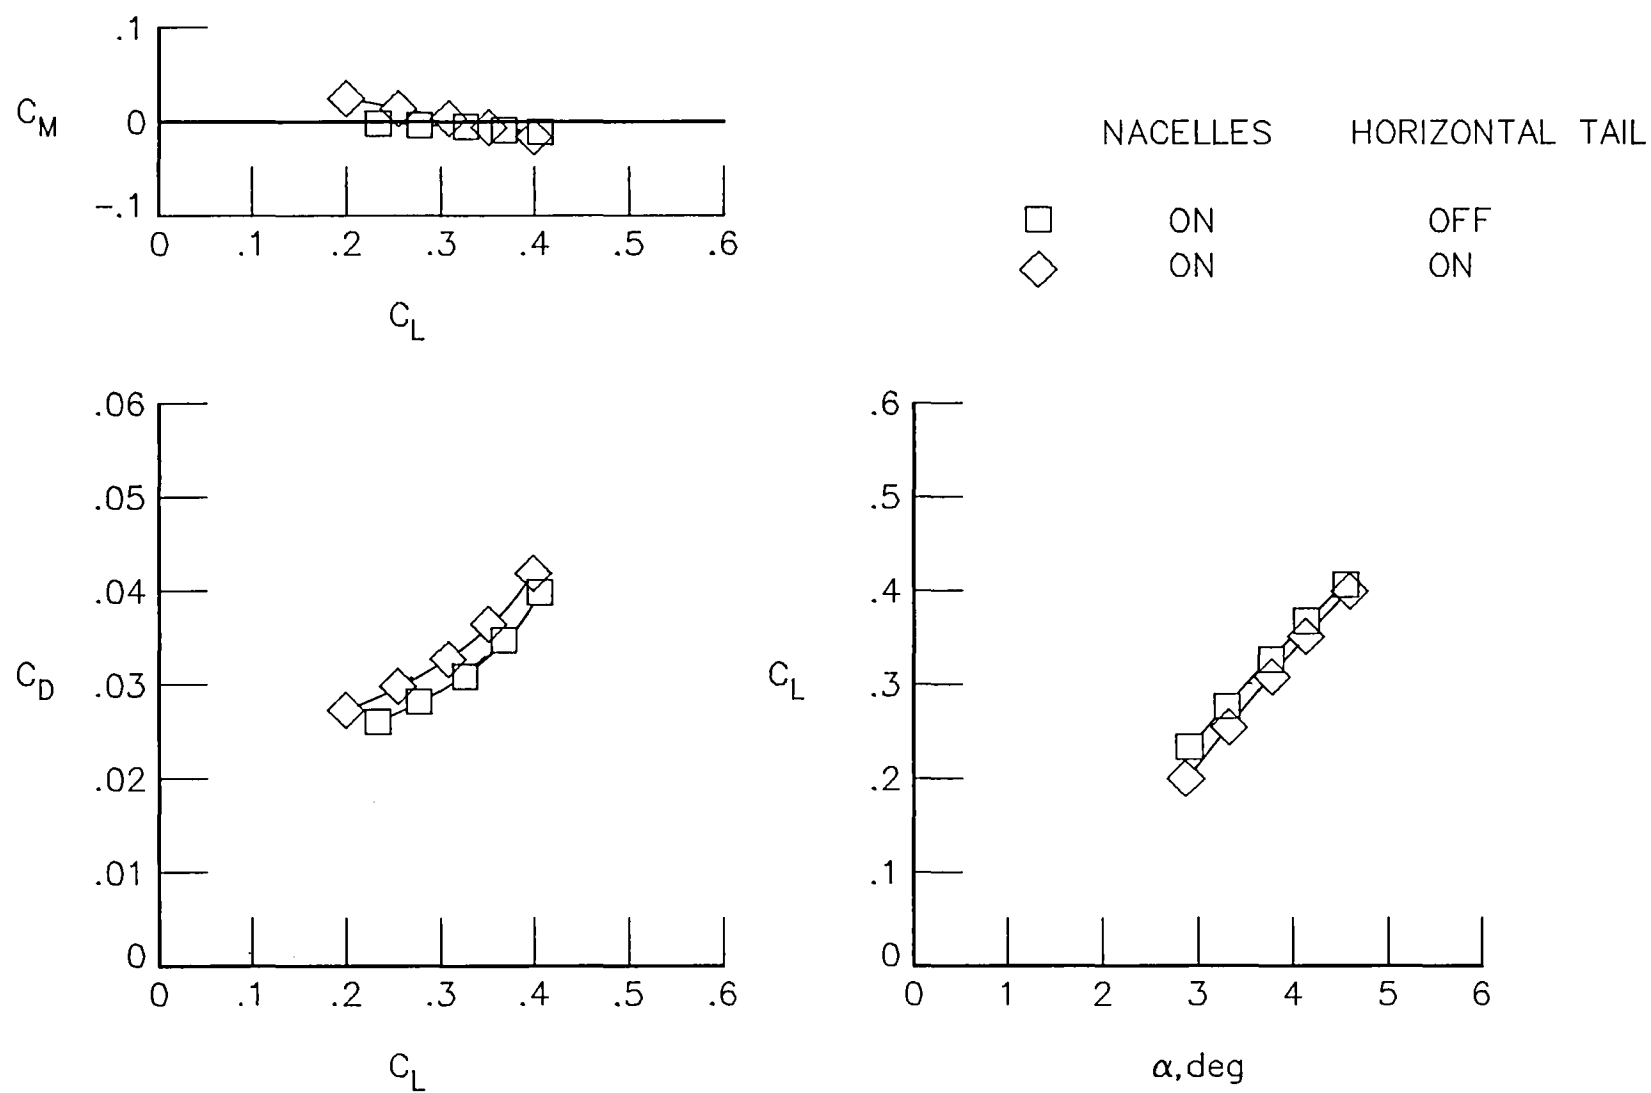 .1
C_M 0
-.1
0 .1 .2 .3 .4 .5 .6
C_L
NACELLES HORIZONTAL TAIL
ON OFF
ON ON
.06
.05
.04
C_D .03
.02
.01
0
0 .1 .2 .3 .4 .5 .6
C_L
.6
.5
.4
C_L .3
.2
.1
0
0 1 2 3 4 5 6
α,deg